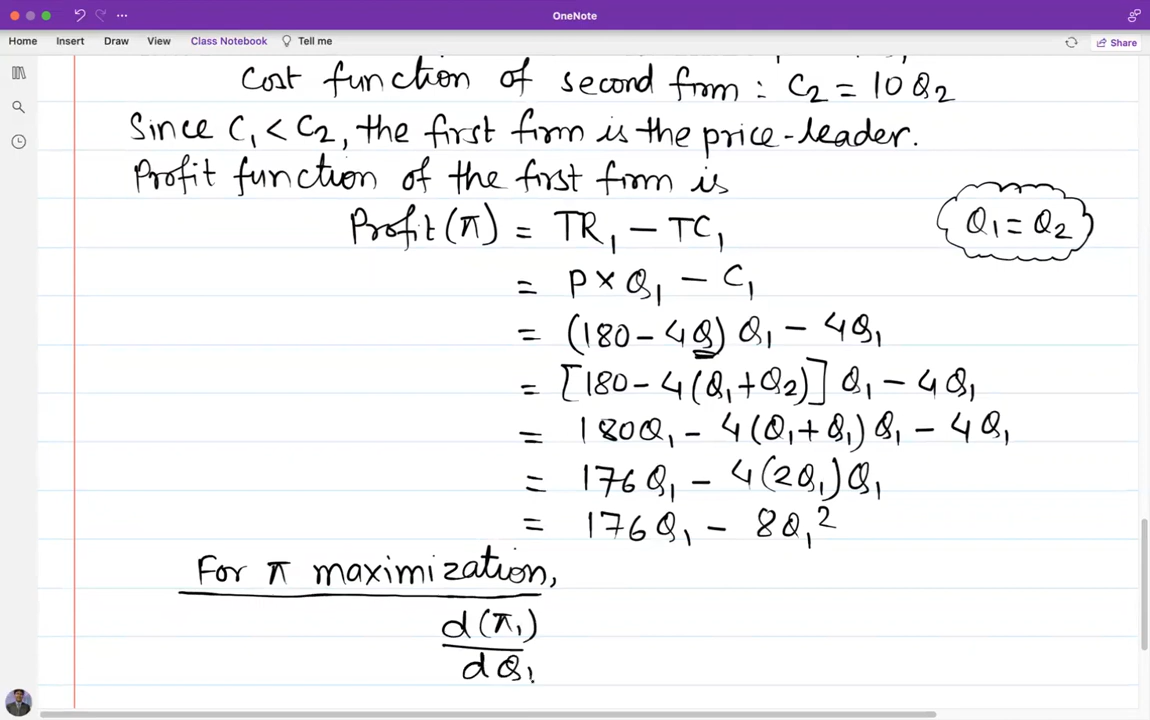 OneNote
Home Insert Draw View Class Notebook Tell me Share
Cost function of second firm : C2 = 10Q2
Since C1 < C2, the first firm is the price-leader.
Profit function of the first firm is
Profit (π) = TR1 − TC1
Q1 = Q2
= P × Q1 − C1
= (180 − 4Q) Q1 − 4Q1
= [180 − 4(Q1 + Q2)] Q1 − 4Q1
= 180Q1 − 4(Q1 + Q1) Q1 − 4Q1
= 176Q1 − 4(2Q1)Q1
= 176Q1 − 8Q1²
For π maximization,
d(π1)
dQ1